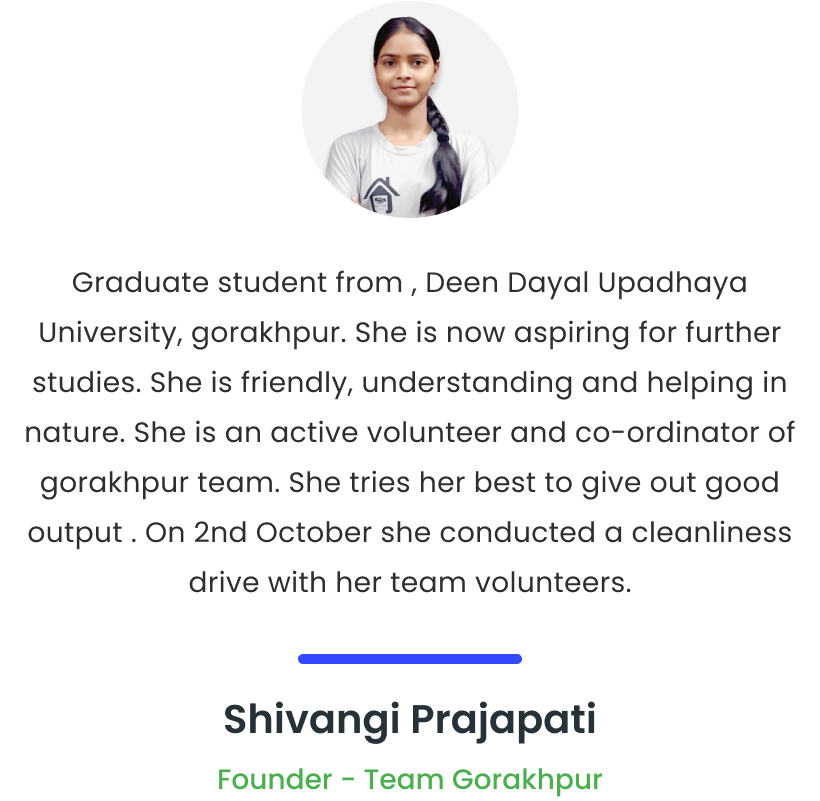 Graduate student from , Deen Dayal Upadhaya
University, gorakhpur. She is now aspiring for further
studies. She is friendly, understanding and helping in
nature. She is an active volunteer and co-ordinator of
gorakhpur team. She tries her best to give out good
output . On 2nd October she conducted a cleanliness
drive with her team volunteers.
Shivangi Prajapati
Founder - Team Gorakhpur